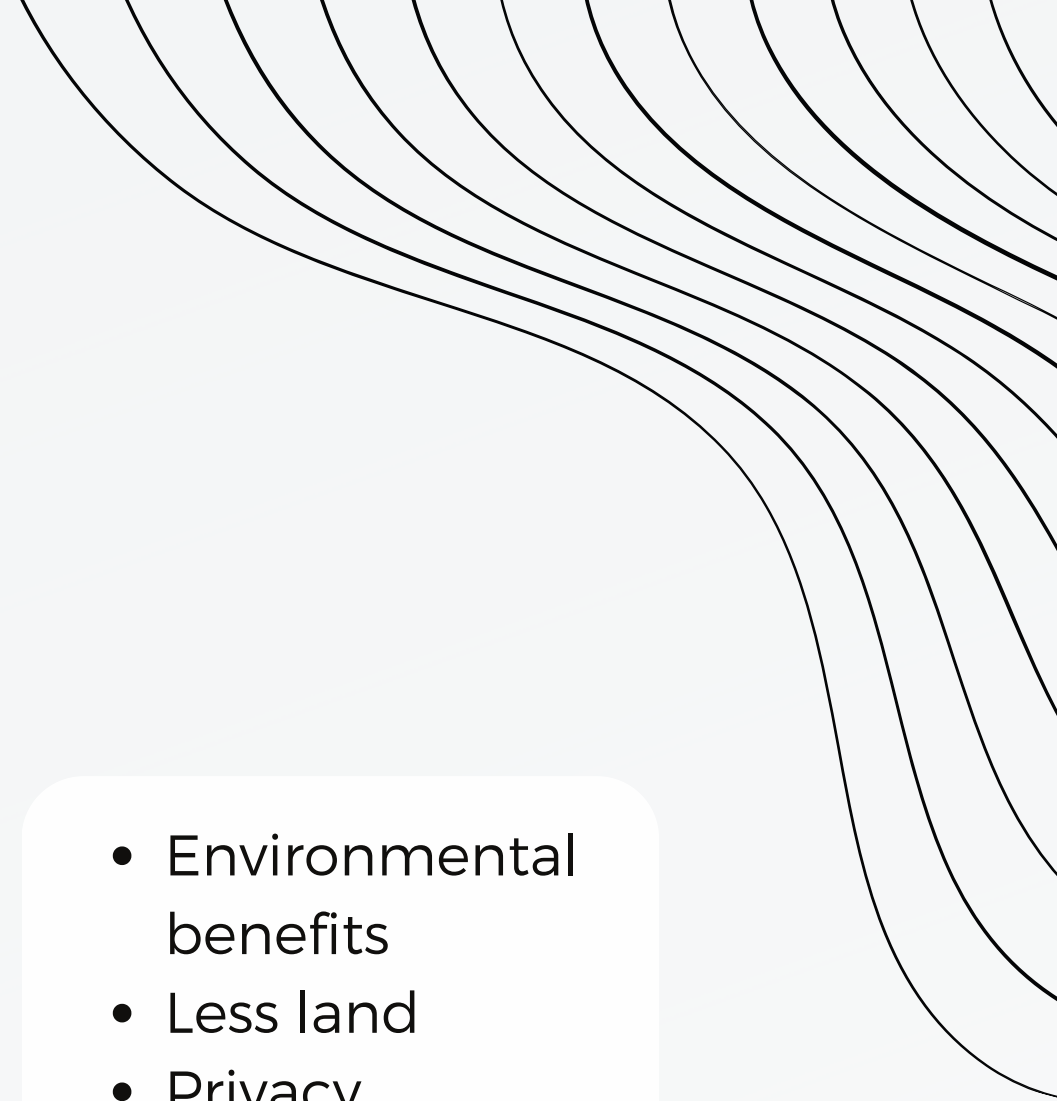 • Environmental
benefits
• Less land
• Privacy